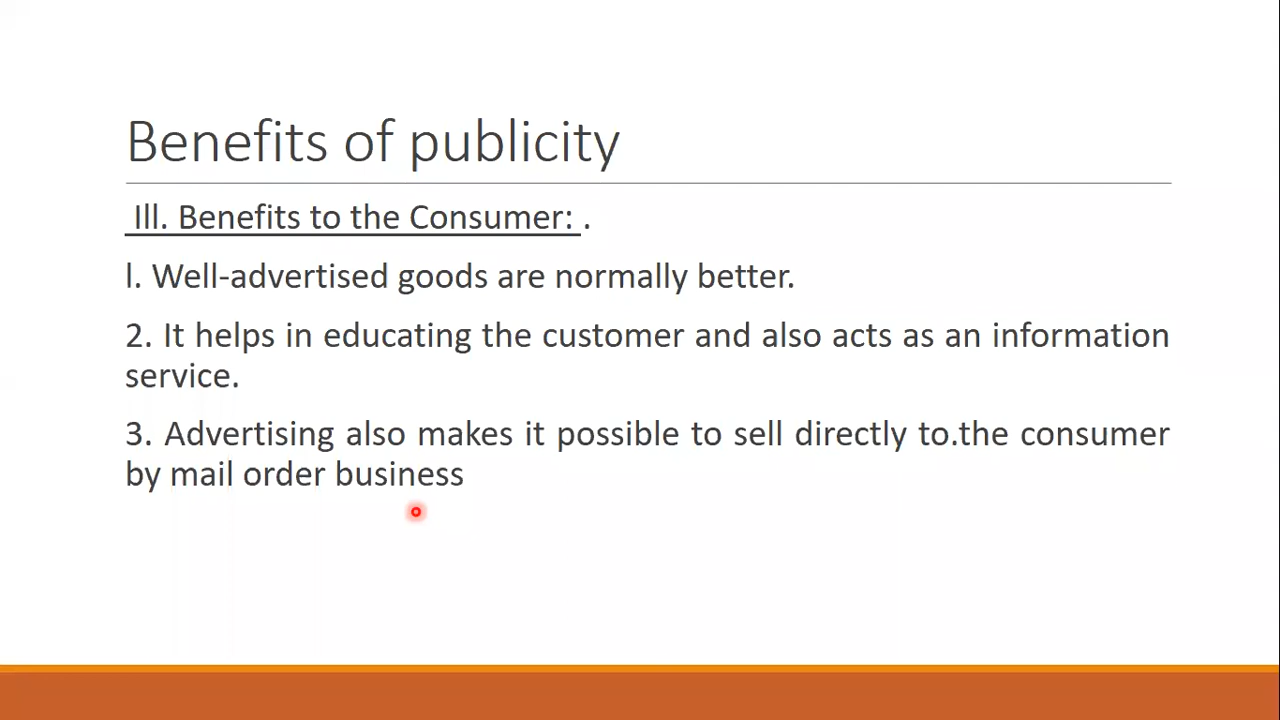 Benefits of publicity
Ill. Benefits to the Consumer: .
l. Well-advertised goods are normally better.
2. It helps in educating the customer and also acts as an information
service.
3. Advertising also makes it possible to sell directly to.the consumer
by mail order business